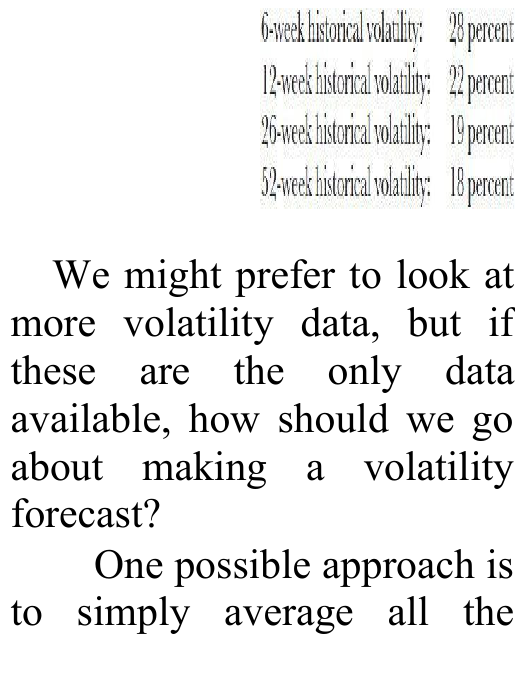 6-week historical volatility: 28 percent
12-week historical volatility: 22 percent
26-week historical volatility: 19 percent
52-week historical volatility: 18 percent
We might prefer to look at
more volatility data, but if
these are the only data
available, how should we go
about making a volatility
forecast?
One possible approach is
to simply average all the